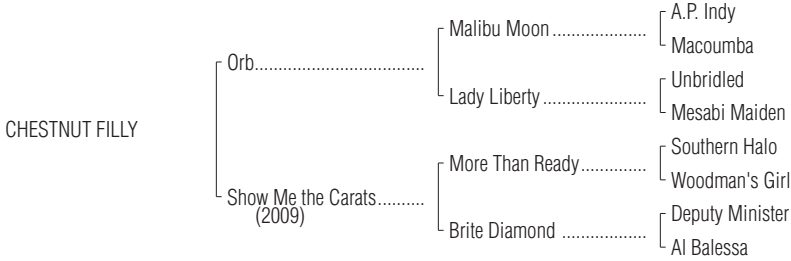 A.P. Indy
Malibu Moon .....................
Macoumba
Orb..................................
Unbridled
Lady Liberty ......................
Mesabi Maiden
CHESTNUT FILLY
Southern Halo
More Than Ready..............
Woodman's Girl
Show Me the Carats..........
(2009)
Deputy Minister
Brite Diamond ..................
Al Balessa